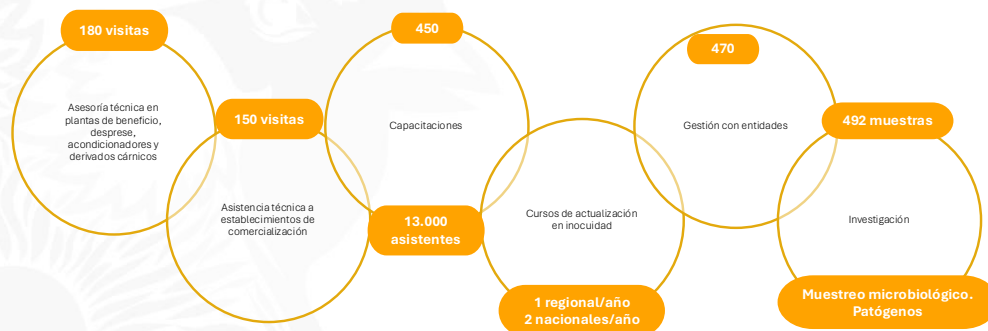 180 visitas
Asesoría técnica en
plantas de beneficio,
desprese,
acondicionadores y
derivados cárnicos
150 visitas
Asistencia técnica a
establecimientos de
comercialización
450
Capacitaciones
13.000
asistentes
Cursos de actualización
en inocuidad
1 regional/año
2 nacionales/año
470
Gestión con entidades
492 muestras
Investigación
Muestreo microbiológico.
Patógenos